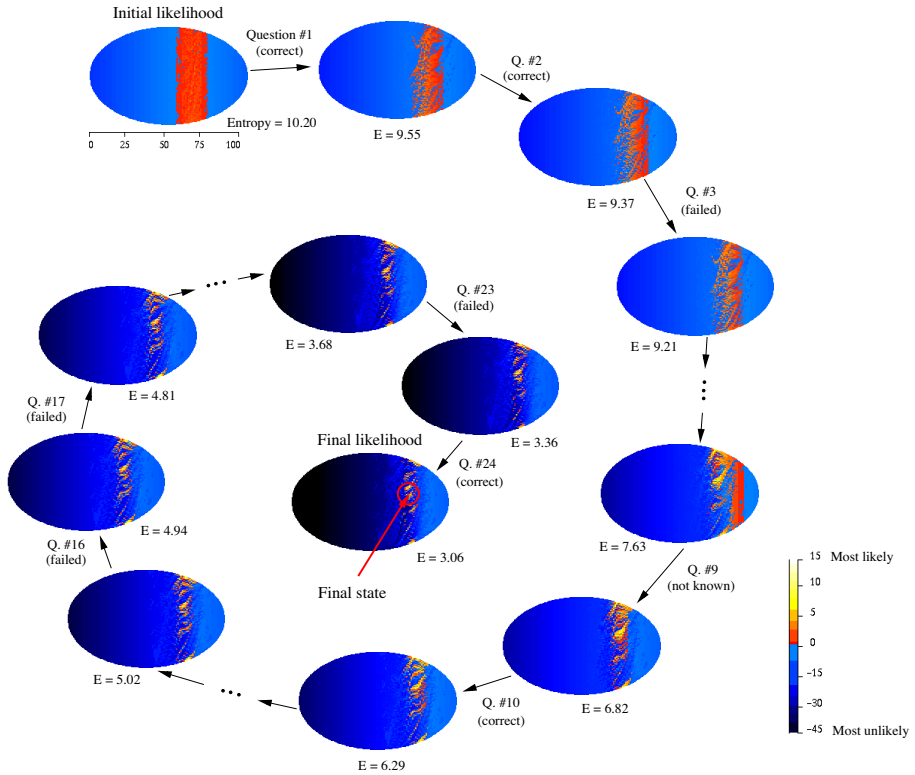 Initial likelihood
Question #1
(correct)
Entropy = 10.20
0 25 50 75 100
E = 9.55
Q. #2
(correct)
E = 9.37
Q. #3
(failed)
E = 9.21
...
E = 7.63
Q. #9
(not known)
E = 6.82
Q. #10
(correct)
E = 6.29
...
E = 5.02
Q. #16
(failed)
E = 4.94
Q. #17
(failed)
E = 4.81
...
E = 3.68
Q. #23
(failed)
E = 3.36
Q. #24
(correct)
Final likelihood
E = 3.06
Final state
15 Most likely
10
5
0
-15
-30
-45 Most unlikely